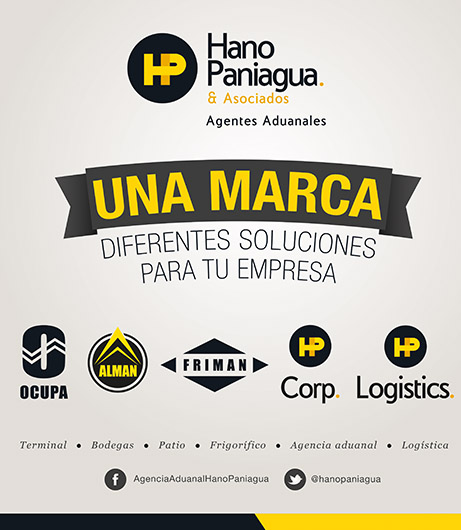 HP
Hano
Paniagua.
& Asociados
Agentes Aduanales
UNA MARCA
DIFERENTES SOLUCIONES
PARA TU EMPRESA
OCUPA
ALMAN
FRIMAN
HP
Corp.
HP
Logistics.
Terminal • Bodegas • Patio • Frigorífico • Agencia aduanal • Logística
f AgenciaAduanalHanoPaniagua @hanopaniagua